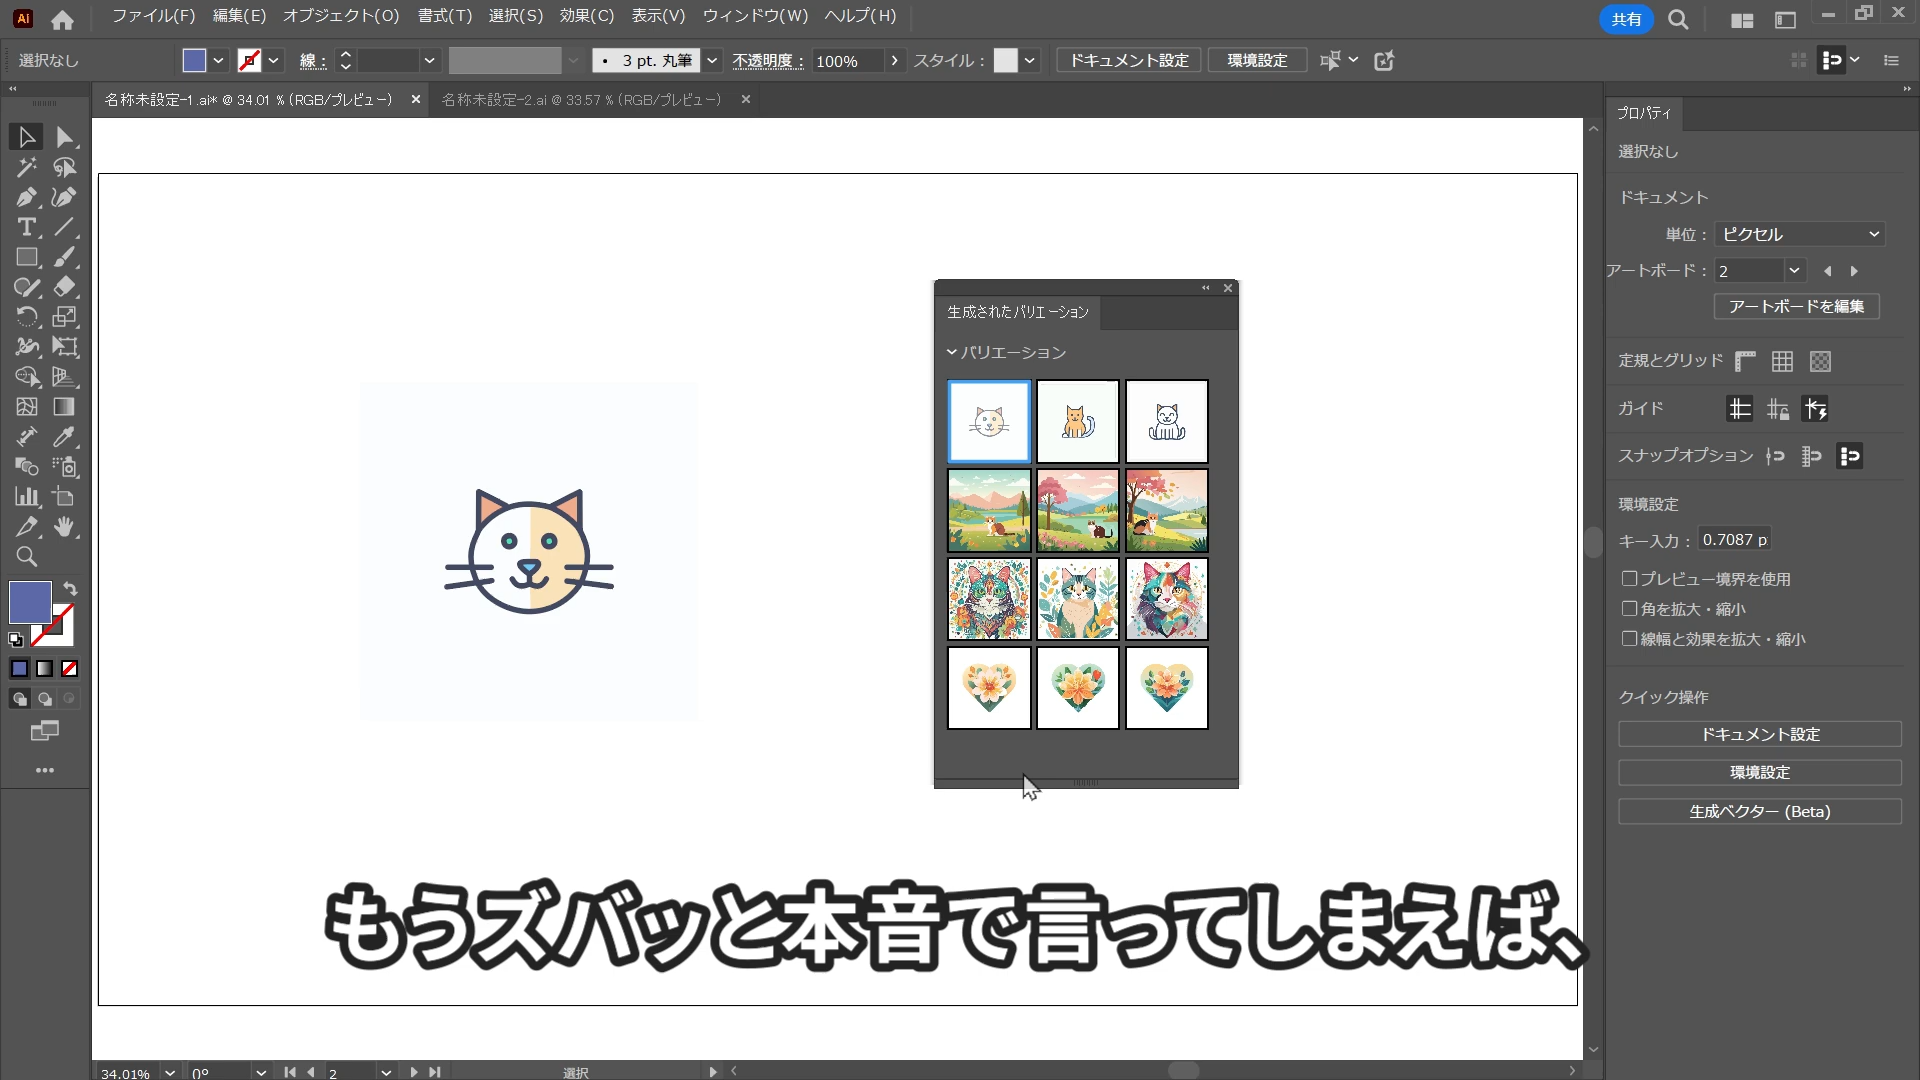 Ai
ファイル(F) 編集(E) オブジェクト(O) 書式(T) 選択(S) 効果(C) 表示(V) ウィンドウ(W) ヘルプ(H)
共有
選択なし
線：
3 pt. 丸筆
不透明度：
100%
スタイル：
ドキュメント設定
環境設定
名称未設定-1.ai* @ 34.01 % (RGB/プレビュー)
名称未設定-2.ai @ 33.57 % (RGB/プレビュー)
生成されたバリエーション
バリエーション
プロパティ
選択なし
ドキュメント
単位：
ピクセル
アートボード：
2
アートボードを編集
定規とグリッド
ガイド
スナップオプション
環境設定
キー入力：
0.7087 p
プレビュー境界を使用
角を拡大・縮小
線幅と効果を拡大・縮小
クイック操作
ドキュメント設定
環境設定
生成ベクター (Beta)
もうズバッと本音で言ってしまえば、
34.01%
0°
2
選択